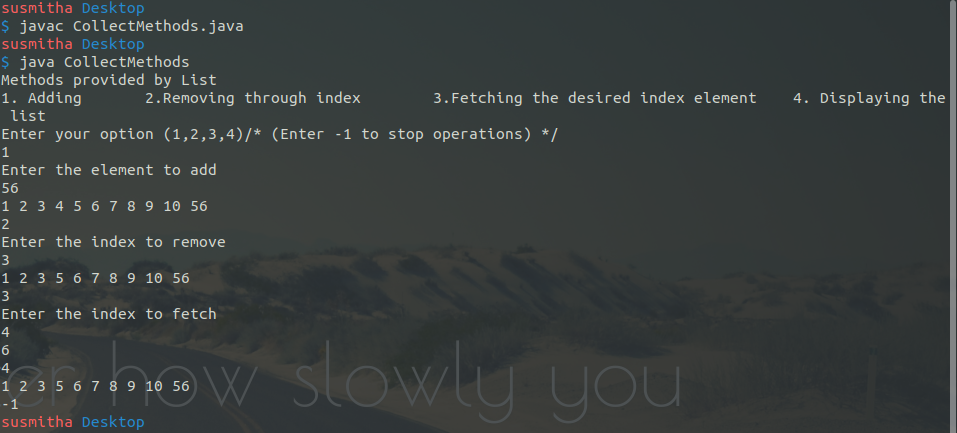 susmitha Desktop
$ javac CollectMethods.java
susmitha Desktop
$ java CollectMethods
Methods provided by List
1. Adding       2.Removing through index        3.Fetching the desired index element    4. Displaying the
 list
Enter your option (1,2,3,4)/* (Enter -1 to stop operations) */
1
Enter the element to add
56
1 2 3 4 5 6 7 8 9 10 56
2
Enter the index to remove
3
1 2 3 5 6 7 8 9 10 56
3
Enter the index to fetch
4
6
4
1 2 3 5 6 7 8 9 10 56
-1
susmitha Desktop
er how slowly you